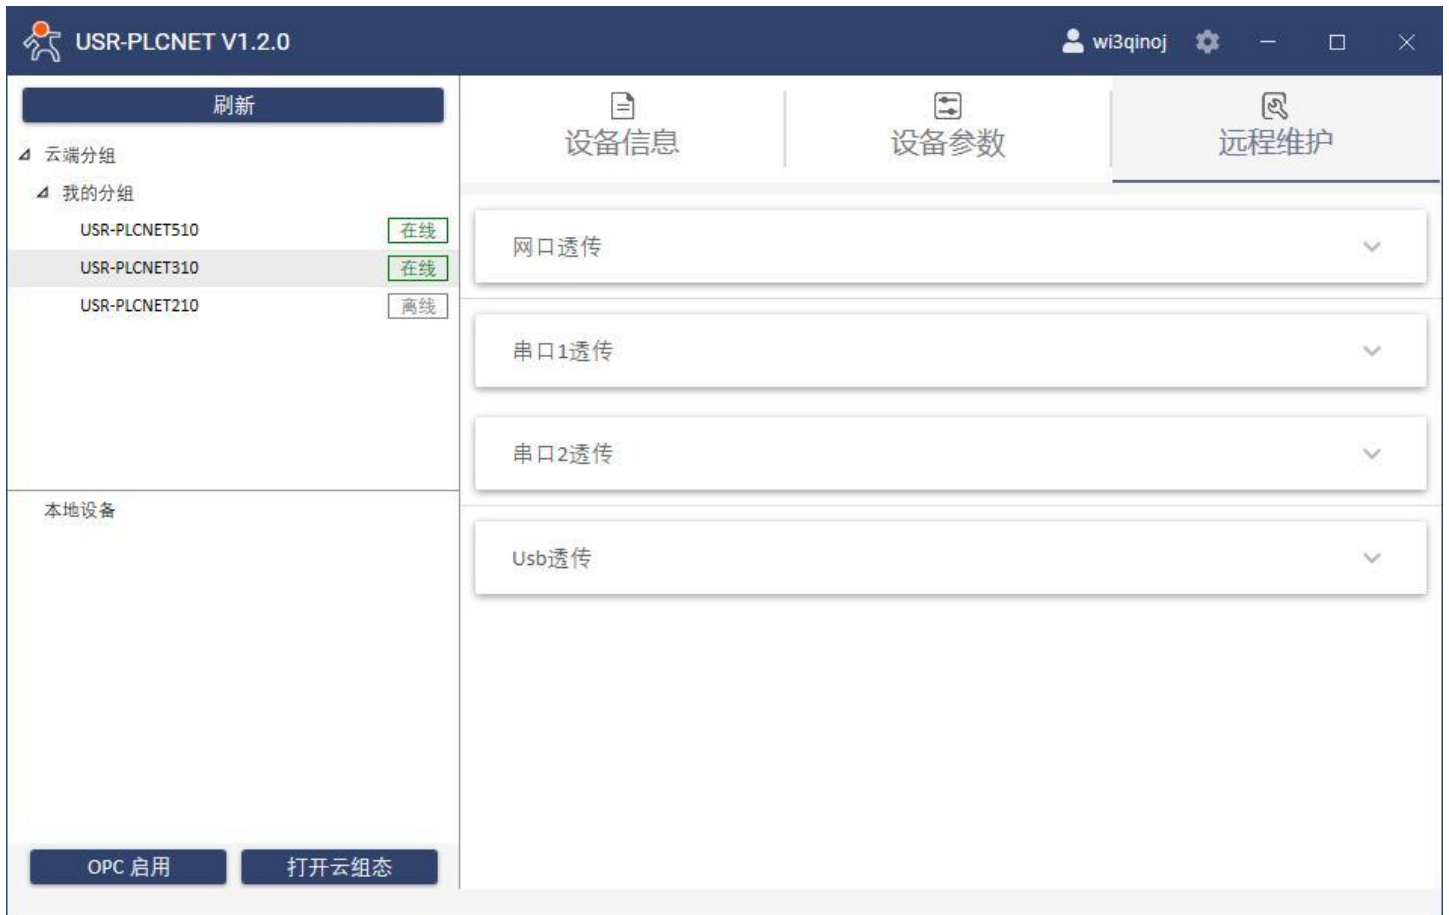 USR-PLCNET V1.2.0
wi3qinoj
刷新
云端分组
我的分组
USR-PLCNET510 在线
USR-PLCNET310 在线
USR-PLCNET210 离线
本地设备
OPC 启用
打开云组态
设备信息
设备参数
远程维护
网口透传
串口1透传
串口2透传
Usb透传